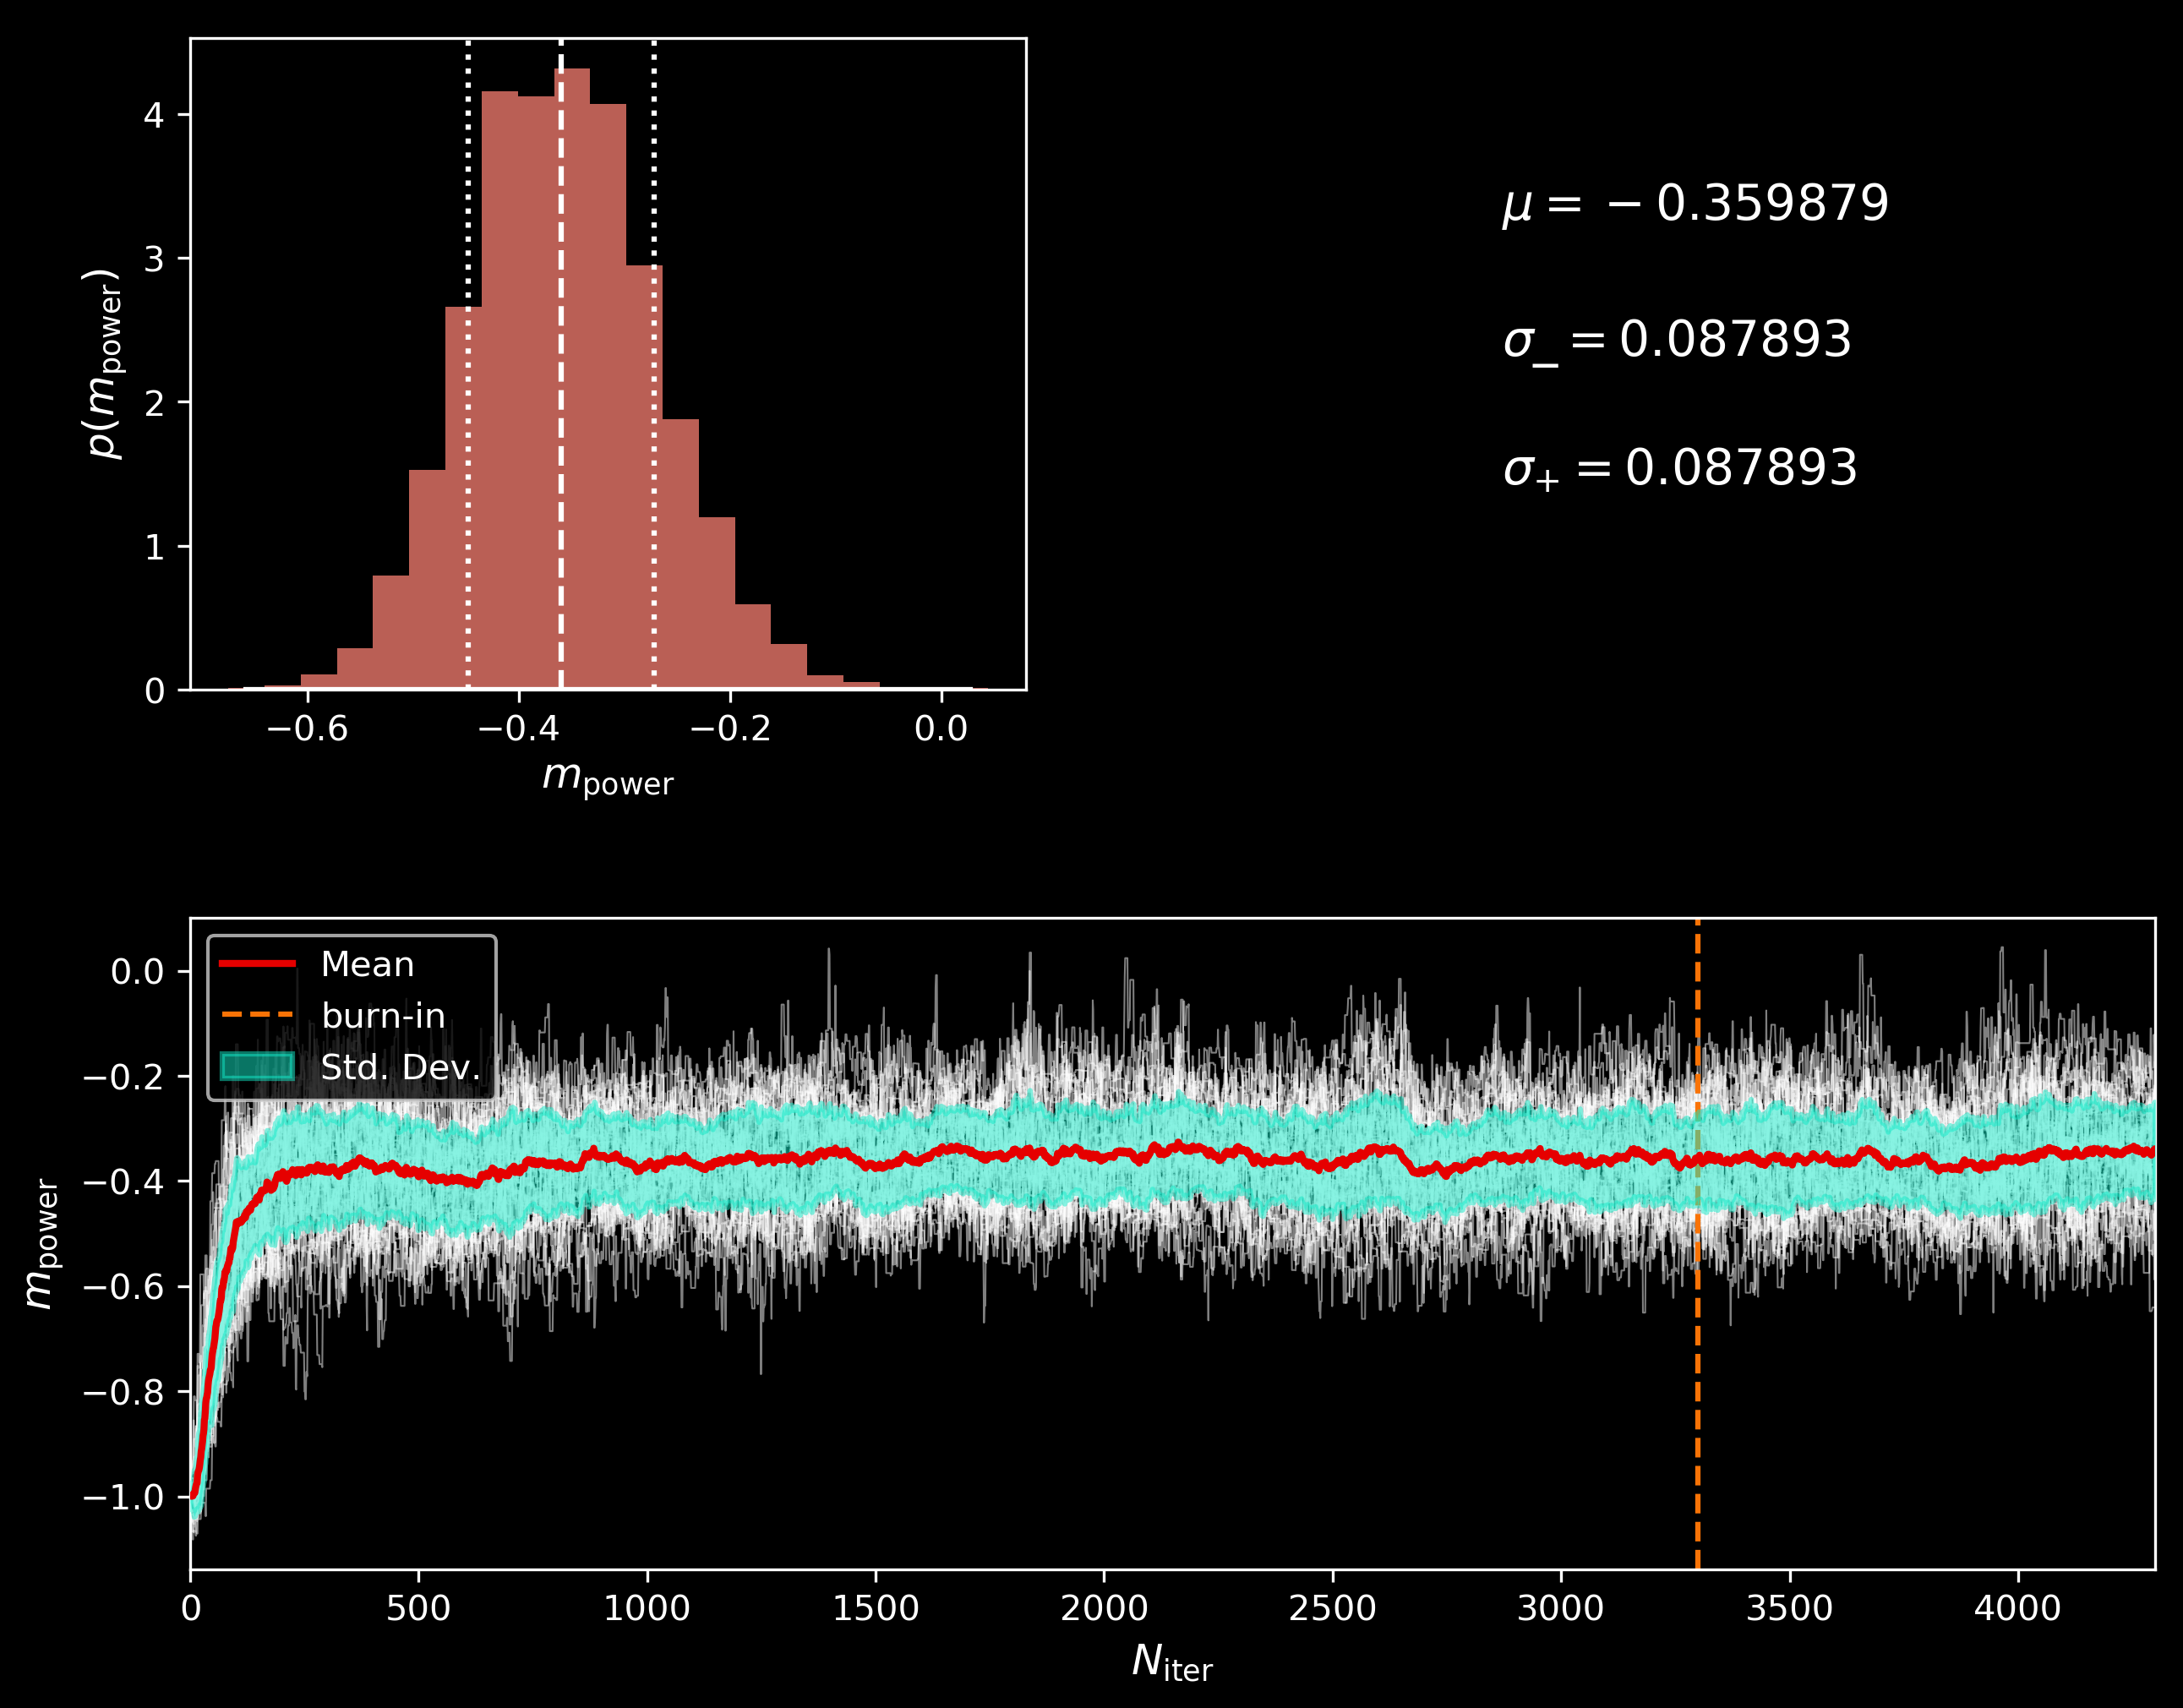 4
3
2
1
0
p(m_power)
−0.6 −0.4 −0.2 0.0
m_power
μ = −0.359879
σ_− = 0.087893
σ_+ = 0.087893
Mean
burn-in
Std. Dev.
0.0
−0.2
−0.4
−0.6
−0.8
−1.0
m_power
0 500 1000 1500 2000 2500 3000 3500 4000
N_iter